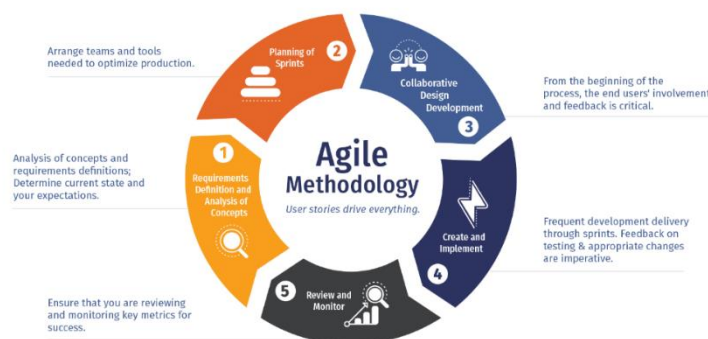 Agile
Methodology
User stories drive everything.
1
Requirements
Definition and
Analysis of
Concepts
Analysis of concepts and
requirements definitions;
Determine current state and
your expectations.
2
Planning of
Sprints
Arrange teams and tools
needed to optimize production.
3
Collaborative
Design
Development
From the beginning of the
process, the end users' involvement
and feedback is critical.
4
Create and
Implement
Frequent development delivery
through sprints. Feedback on
testing & appropriate changes
are imperative.
5
Review and
Monitor
Ensure that you are reviewing
and monitoring key metrics for
success.